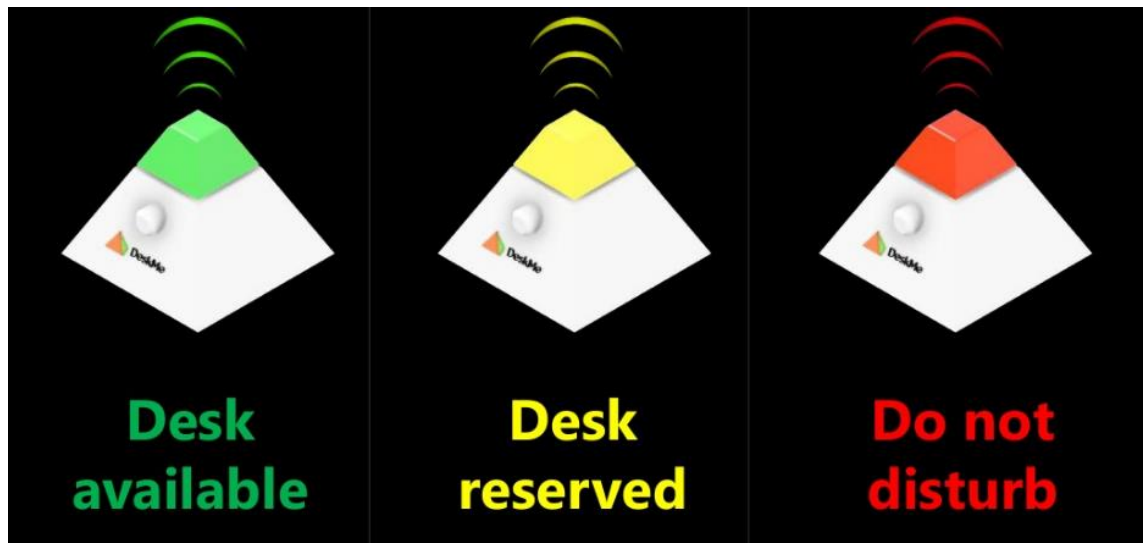 DeskMe
DeskMe
DeskMe
Desk
available
Desk
reserved
Do not
disturb